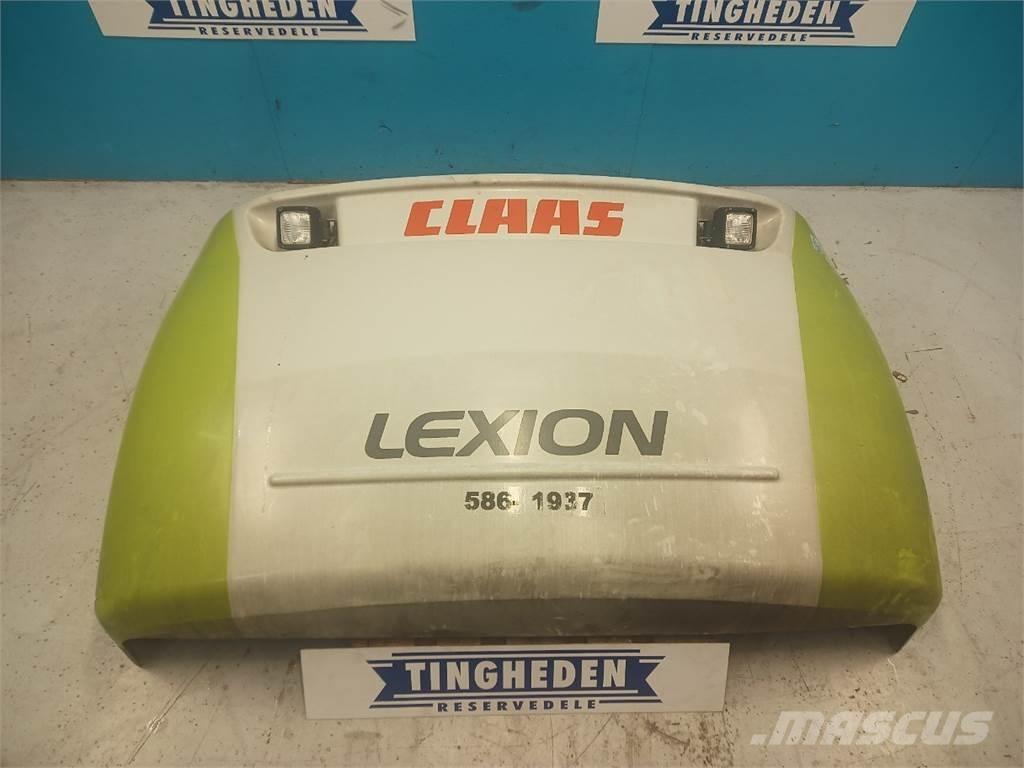 TINGHEDEN
RESERVEDELE
TINGHEDEN
RESERVEDELE
CLAAS
LEXION
586- 1937
TINGHEDEN
RESERVEDELE
mascus